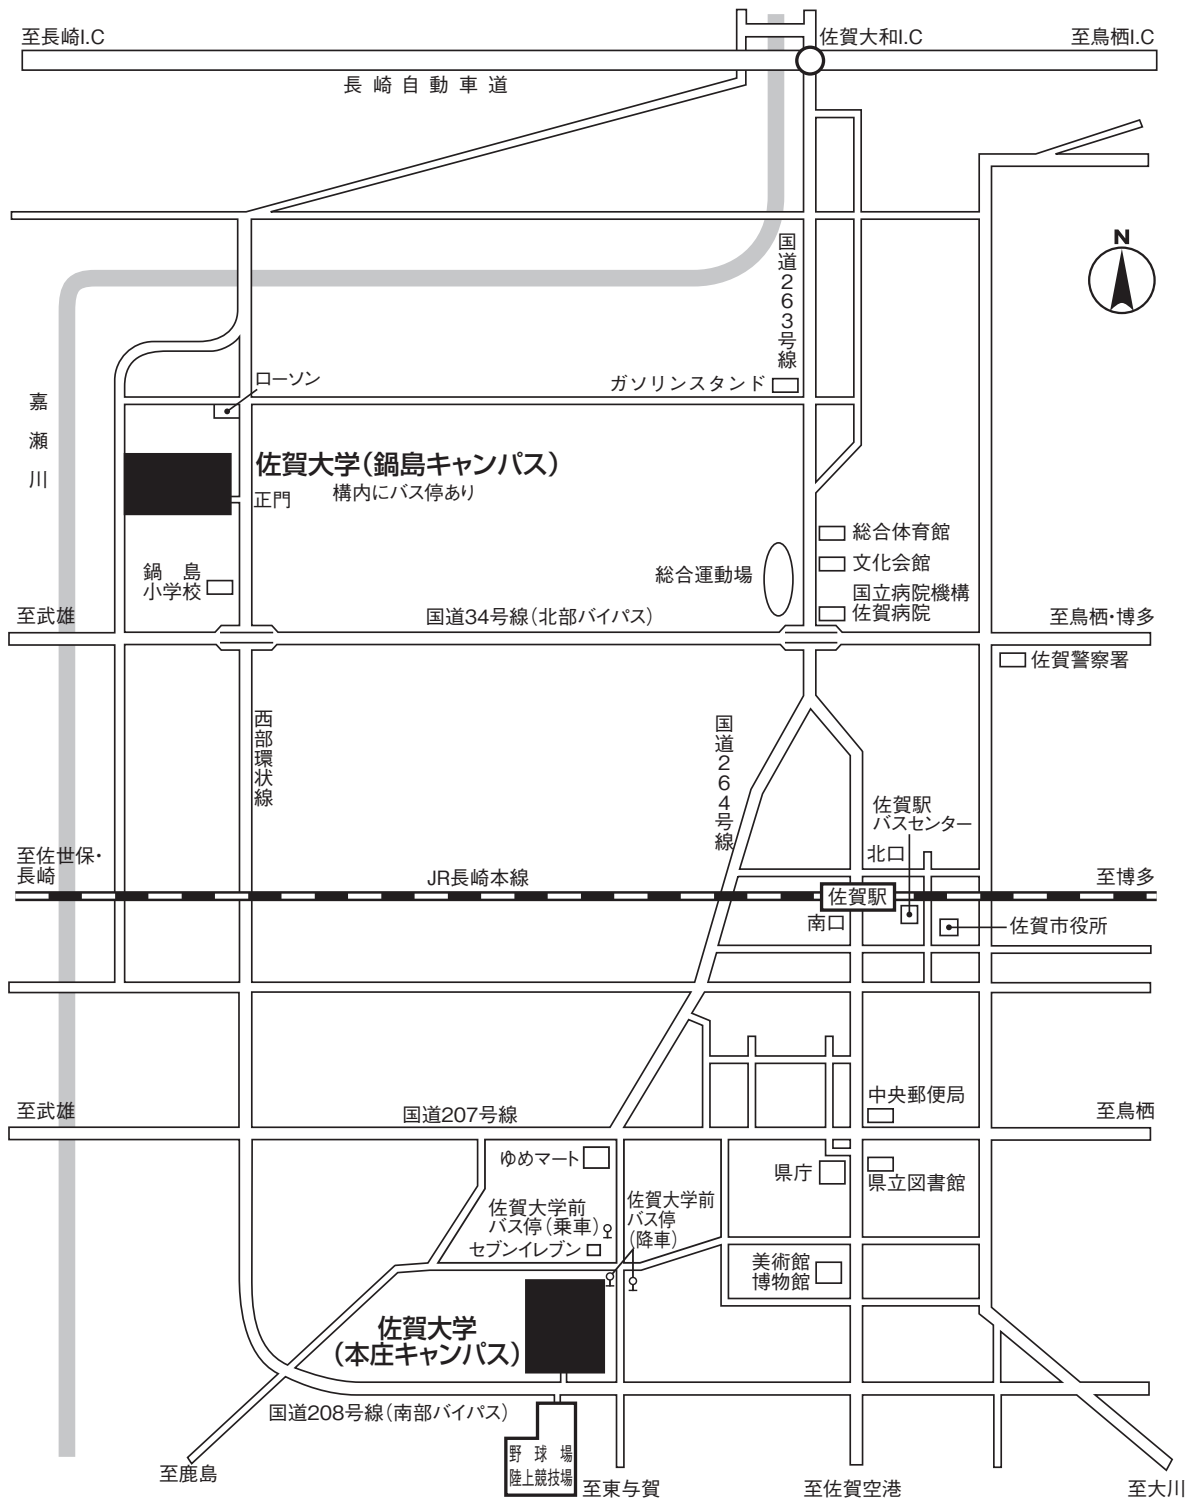 至長崎I.C
佐賀大和I.C
至鳥栖I.C
長崎自動車道
N
国道263号線
ローソン
ガソリンスタンド
嘉瀬川
佐賀大学(鍋島キャンパス)
正門
構内にバス停あり
総合体育館
文化会館
総合運動場
国立病院機構
佐賀病院
鍋島
小学校
至武雄
国道34号線(北部バイパス)
至鳥栖・博多
佐賀警察署
西部環状線
国道264号線
佐賀駅
バスセンター
北口
至佐世保・
長崎
JR長崎本線
佐賀駅
至博多
南口
佐賀市役所
中央郵便局
至武雄
国道207号線
至鳥栖
ゆめマート
県庁
県立図書館
佐賀大学前
バス停(乗車)
佐賀大学前
バス停
(降車)
セブンイレブン
美術館
博物館
佐賀大学
(本庄キャンパス)
国道208号線(南部バイパス)
野球場
陸上競技場
至鹿島
至東与賀
至佐賀空港
至大川